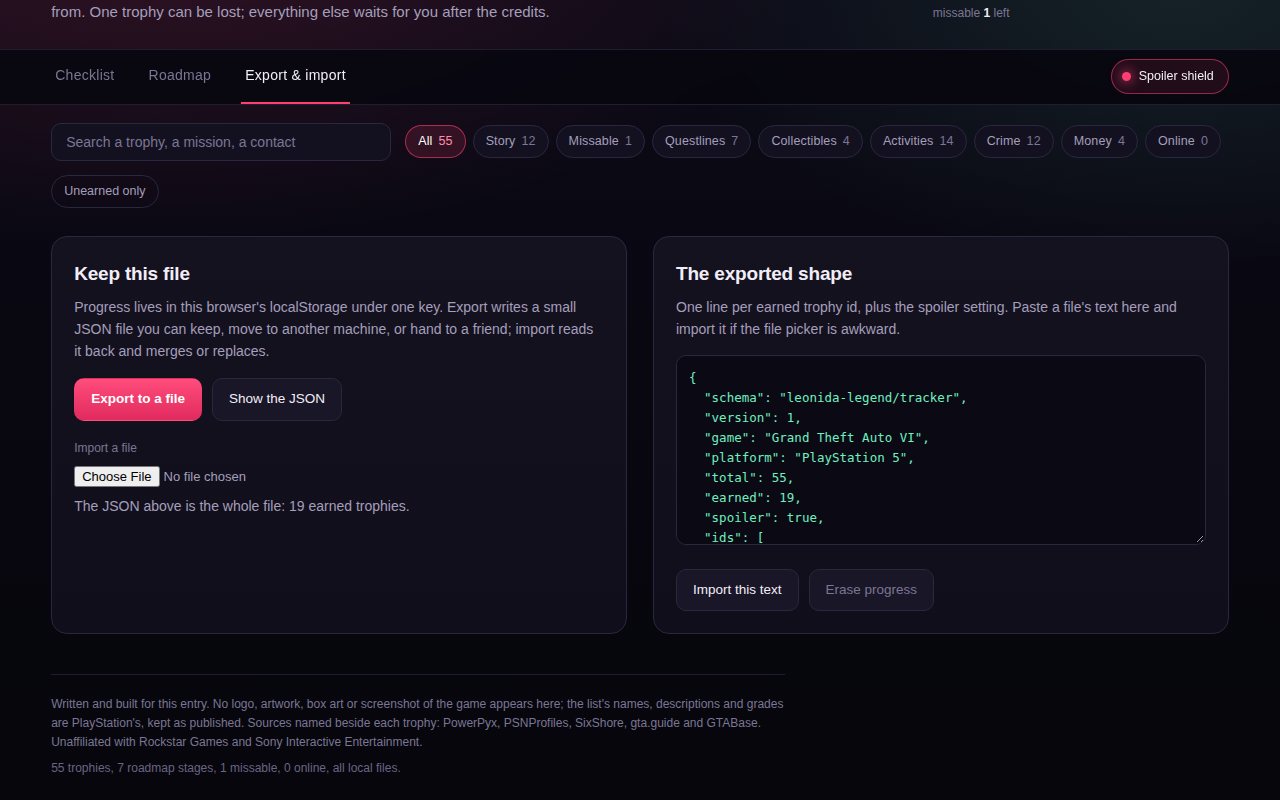 from. One trophy can be lost; everything else waits for you after the credits.
missable 1 left
Checklist
Roadmap
Export & import
Spoiler shield
Search a trophy, a mission, a contact
All 55
Story 12
Missable 1
Questlines 7
Collectibles 4
Activities 14
Crime 12
Money 4
Online 0
Unearned only
Keep this file
Progress lives in this browser's localStorage under one key. Export writes a small
JSON file you can keep, move to another machine, or hand to a friend; import reads
it back and merges or replaces.
Export to a file
Show the JSON
Import a file
Choose File No file chosen
The JSON above is the whole file: 19 earned trophies.
The exported shape
One line per earned trophy id, plus the spoiler setting. Paste a file's text here and
import it if the file picker is awkward.
{
"schema": "leonida-legend/tracker",
"version": 1,
"game": "Grand Theft Auto VI",
"platform": "PlayStation 5",
"total": 55,
"earned": 19,
"spoiler": true,
"ids": [
Import this text
Erase progress
Written and built for this entry. No logo, artwork, box art or screenshot of the game appears here; the list's names, descriptions and grades
are PlayStation's, kept as published. Sources named beside each trophy: PowerPyx, PSNProfiles, SixShore, gta.guide and GTABase.
Unaffiliated with Rockstar Games and Sony Interactive Entertainment.
55 trophies, 7 roadmap stages, 1 missable, 0 online, all local files.